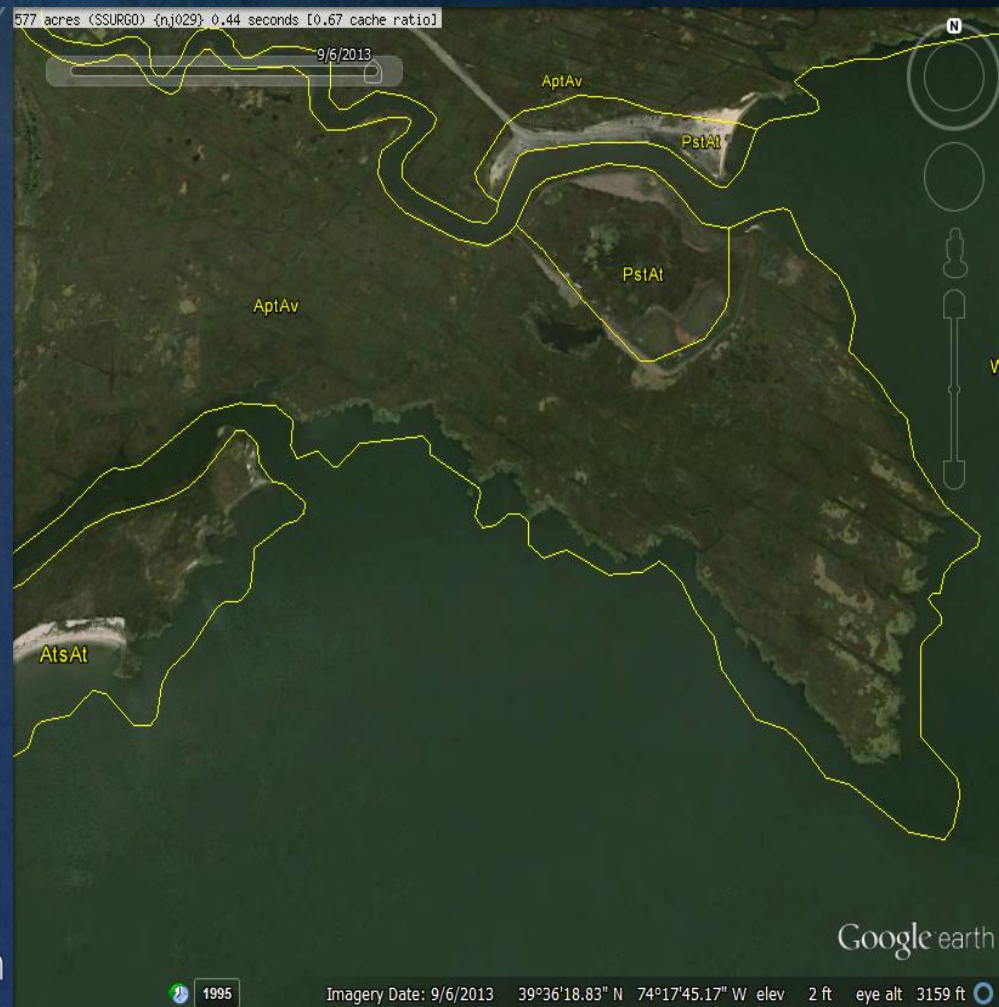 577 acres (SSURGO) {nj029} 0.44 seconds [0.67 cache ratio]
N
9/6/2013
AptAv
PstAt
PstAt
AptAv
AtsAt
Google earth
1995
Imagery Date: 9/6/2013 39°36'18.83" N 74°17'45.17" W elev 2 ft eye alt 3159 ft